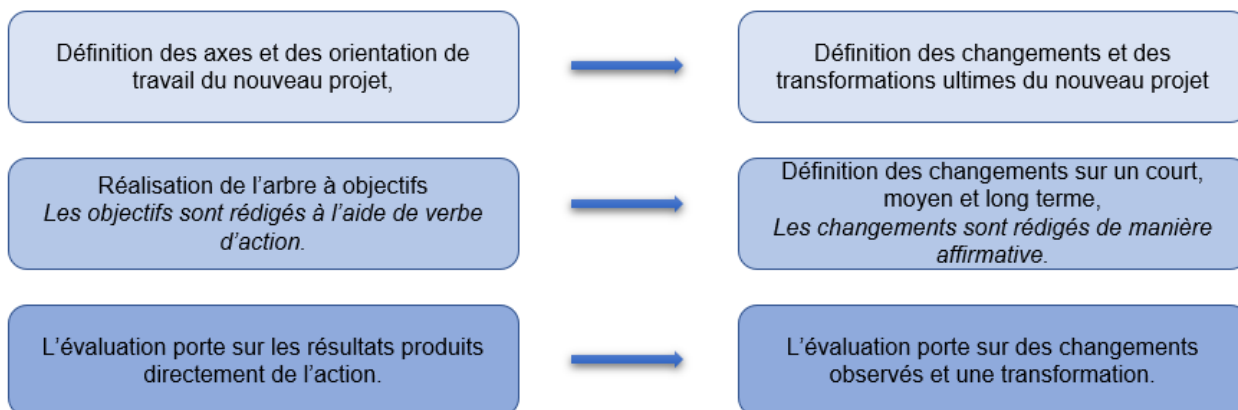 Définition des axes et des orientation de
travail du nouveau projet,
Définition des changements et des
transformations ultimes du nouveau projet
Réalisation de l’arbre à objectifs
Les objectifs sont rédigés à l’aide de verbe
d’action.
Définition des changements sur un court,
moyen et long terme,
Les changements sont rédigés de manière
affirmative.
L’évaluation porte sur les résultats produits
directement de l’action.
L’évaluation porte sur des changements
observés et une transformation.